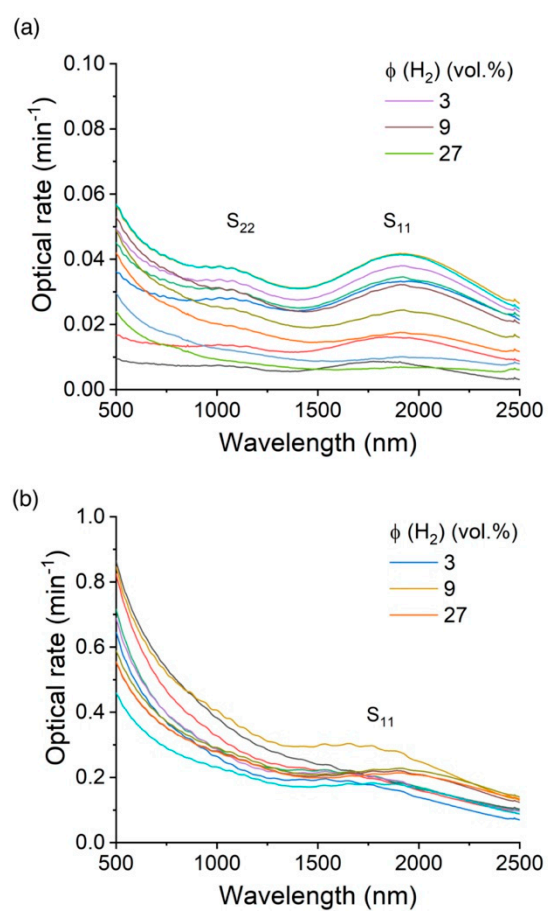 (a)
0.10
0.08
0.06
0.04
0.02
0.00
Optical rate (min⁻¹)
ϕ (H₂) (vol.%)
3
9
27
S₂₂
S₁₁
500
1000
1500
2000
2500
Wavelength (nm)
(b)
1.0
0.8
0.6
0.4
0.2
0.0
Optical rate (min⁻¹)
ϕ (H₂) (vol.%)
3
9
27
S₁₁
500
1000
1500
2000
2500
Wavelength (nm)